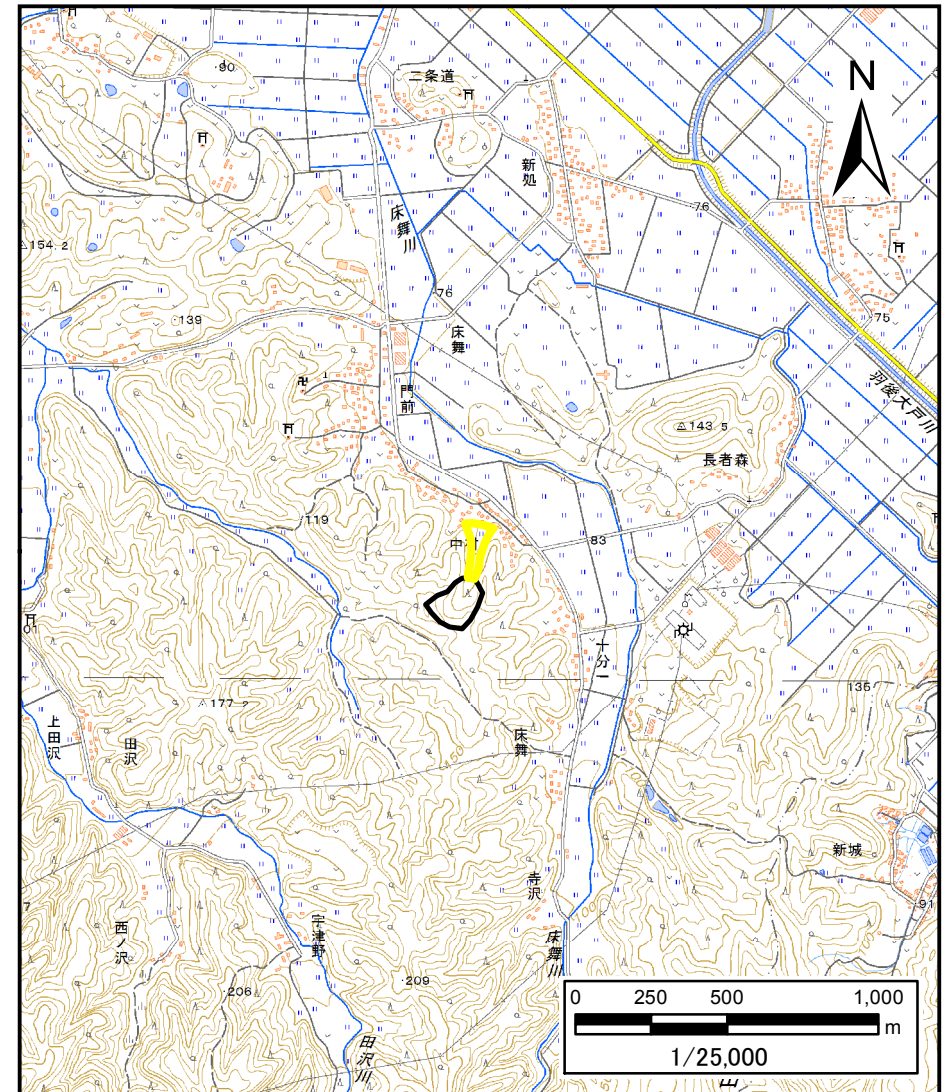 90
二条道
N
新処
床舞川
76
154.2
76
139
75
床舞
羽後大戸川
門前
143.5
長者森
119
83
十分一
135
177.2
上田沢
田沢
床舞
新城
寺沢
91
西ノ沢
宇津野
床舞川
209
206
田沢川
0 250 500 1,000
m
1/25,000